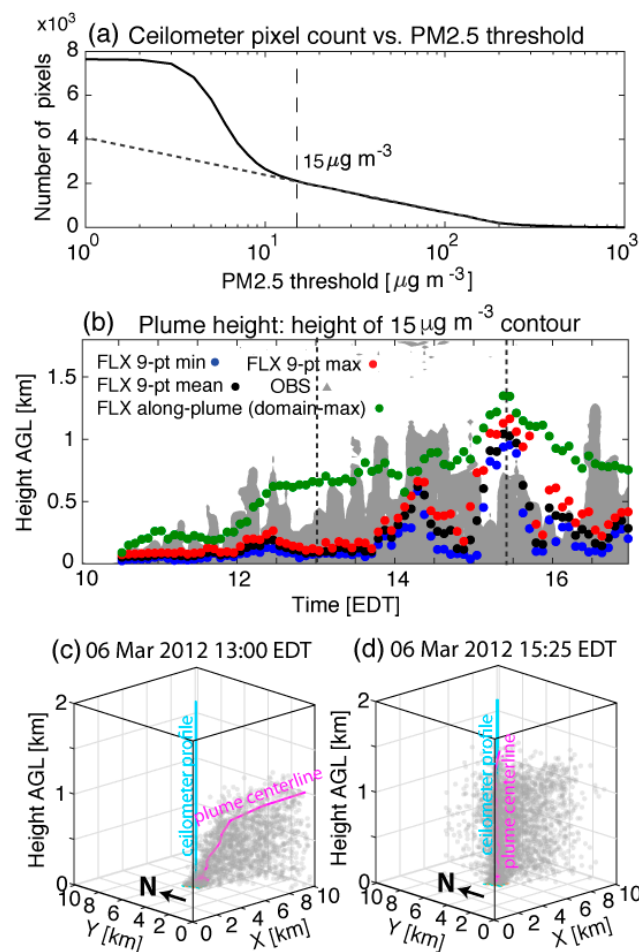 (a) Ceilometer pixel count vs. PM2.5 threshold
×10³
8
6
4
2
0
Number of pixels
15 µg m⁻³
10⁰ 10¹ 10² 10³
PM2.5 threshold [µg m⁻³]
(b) Plume height: height of 15 µg m⁻³ contour
FLX 9-pt min FLX 9-pt max
FLX 9-pt mean OBS
FLX along-plume (domain-max)
1.5
1
0.5
0
Height AGL [km]
10 12 14 16
Time [EDT]
(c) 06 Mar 2012 13:00 EDT
2
1
0
Height AGL [km]
ceilometer profile
plume centerline
N
10 8 6 4 2 0
Y [km]
0 2 4 6 8 10
X [km]
(d) 06 Mar 2012 15:25 EDT
2
1
0
Height AGL [km]
ceilometer profile
plume centerline
N
10 8 6 4 2 0
Y [km]
0 2 4 6 8 10
X [km]